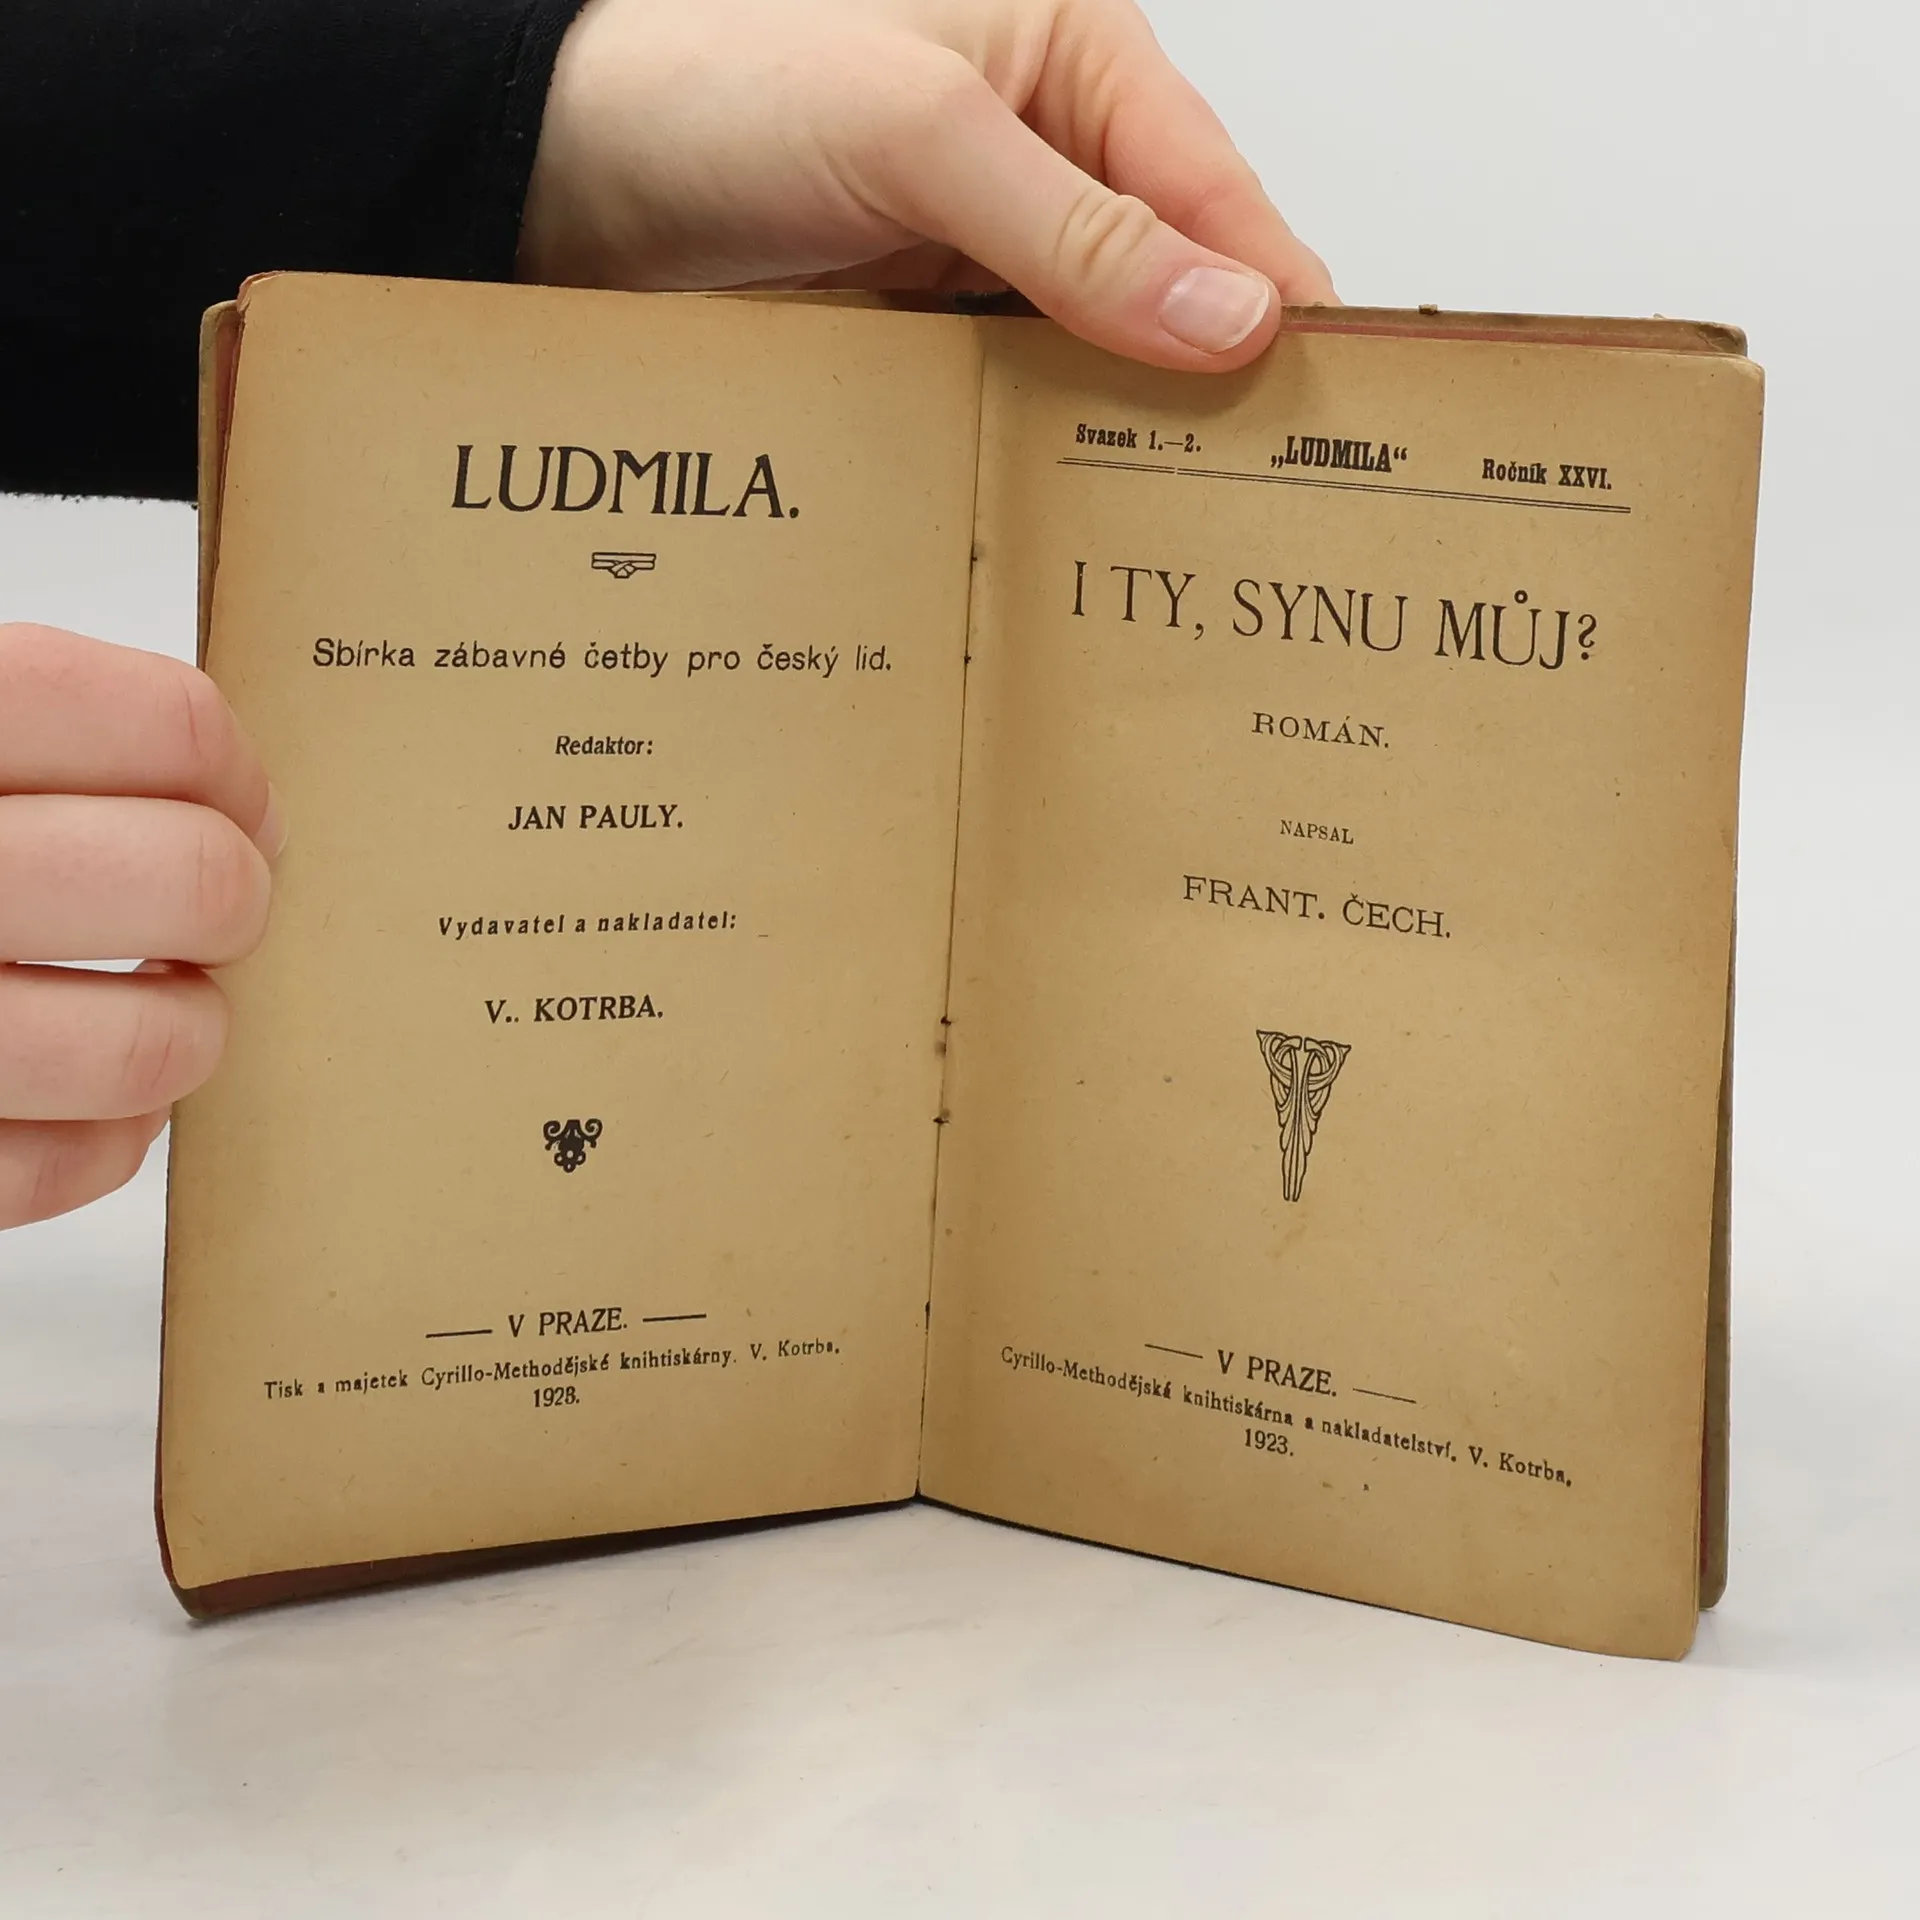 LUDMILA.
Sbírka zábavné četby pro český lid.
Redaktor:
JAN PAULY.
Vydavatel a nakladatel:
V.. KOTRBA.
V PRAZE.
Tisk a majetek Cyrillo-Methodějské knihtiskárny. V. Kotrba.
1923.
Svazek 1.—2. „LUDMILA“ Ročník XXVI.
I TY, SYNU MŮJ?
ROMÁN.
NAPSAL
FRANT. ČECH.
V PRAZE.
Cyrillo-Methodějská knihtiskárna a nakladatelství. V. Kotrba.
1923.